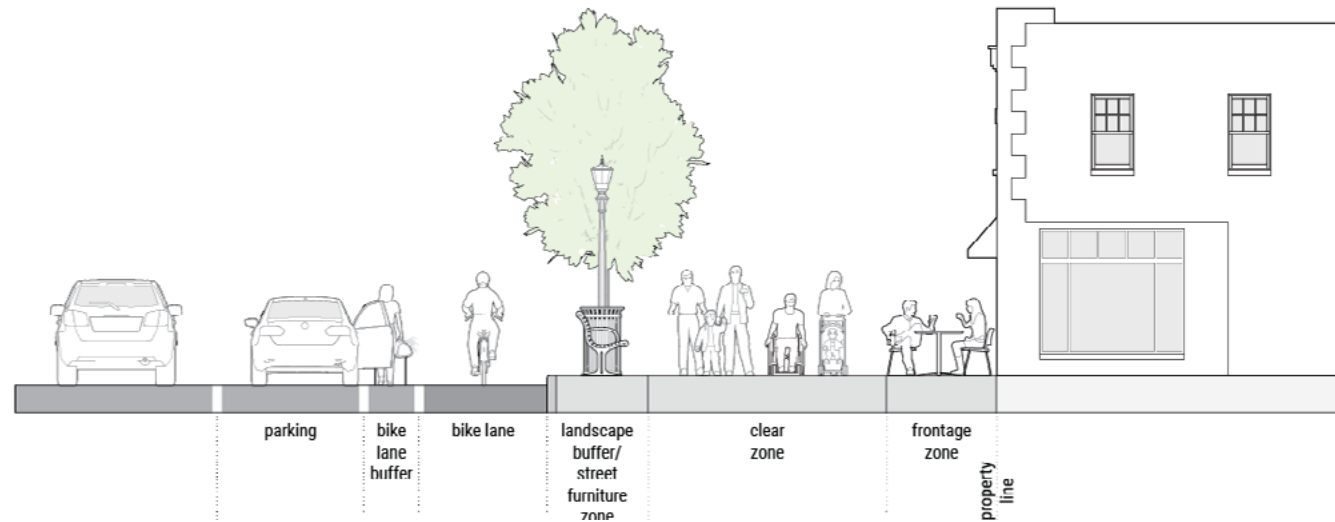 parking
bike
lane
buffer
bike lane
landscape
buffer/
street
furniture
zone
clear
zone
frontage
zone
property
line